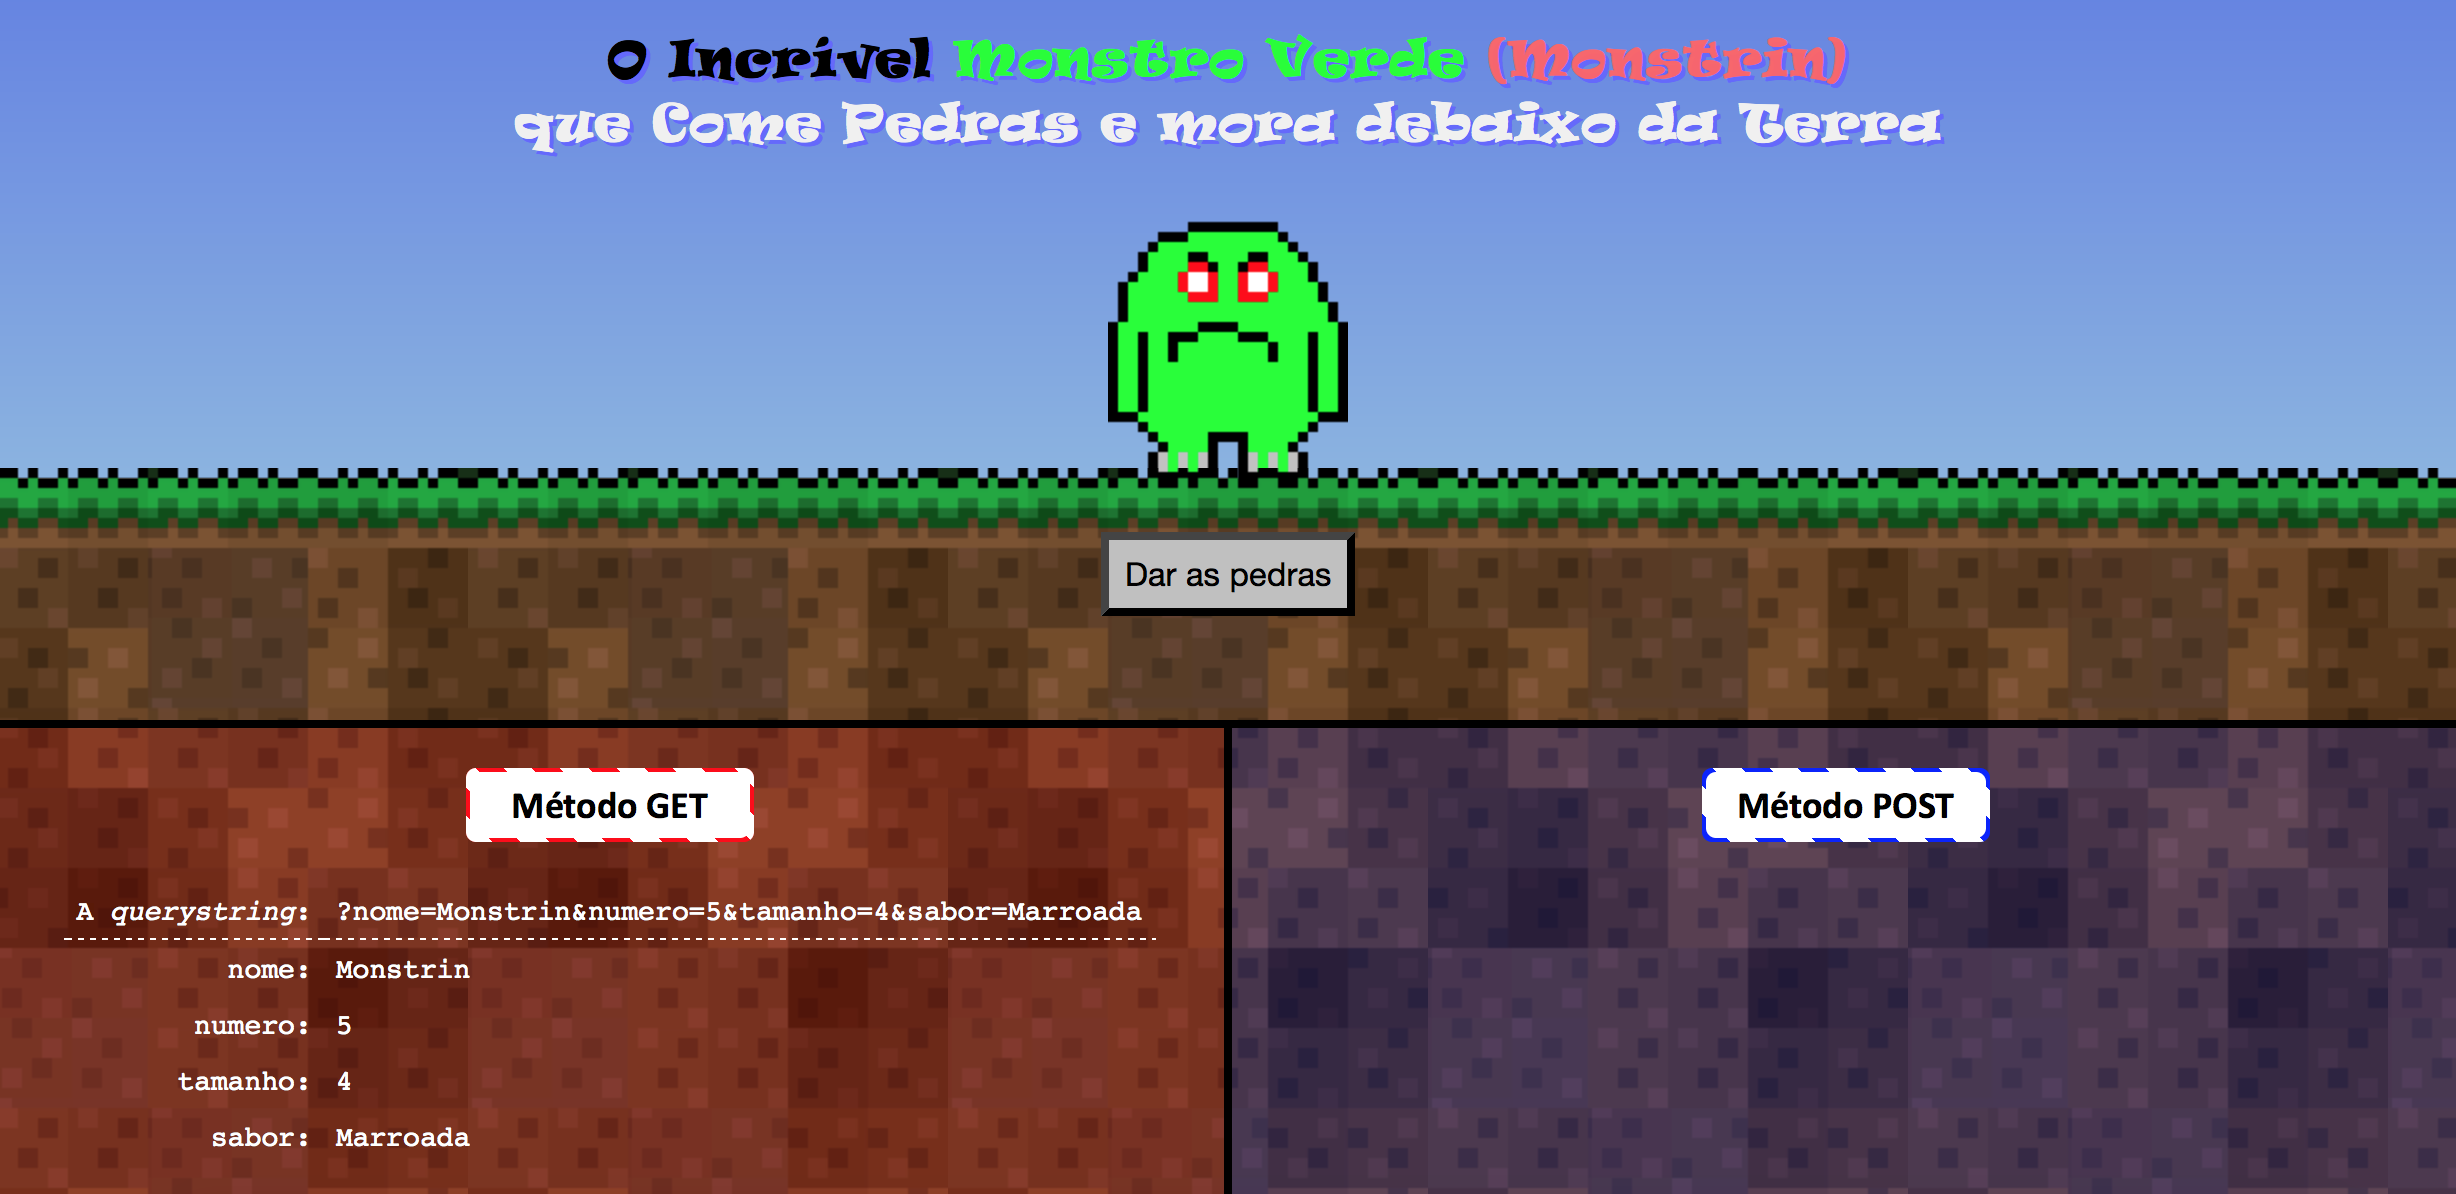 O Incrível Monstro Verde (Monstrin)
que Come Pedras e mora debaixo da Terra
Dar as pedras
Método GET
A querystring: ?nome=Monstrin&numero=5&tamanho=4&sabor=Marroada
nome: Monstrin
numero: 5
tamanho: 4
sabor: Marroada
Método POST